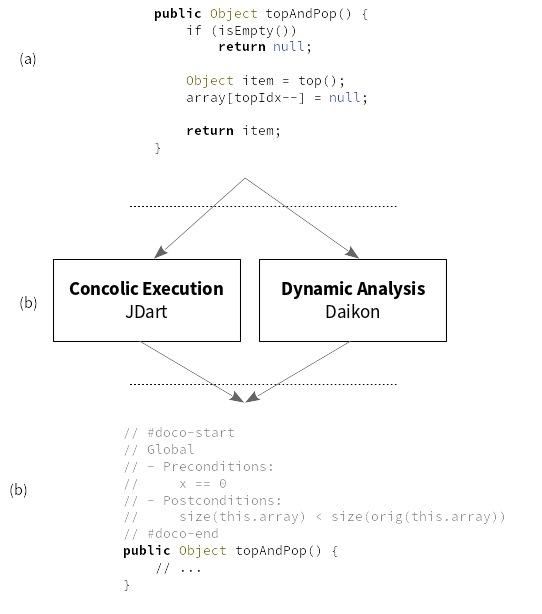 public Object topAndPop() {
if (isEmpty())
return null;
(a)
Object item = top();
array[topIdx--] = null;
return item;
}
Concolic Execution
JDart
Dynamic Analysis
Daikon
(b)
// #doco-start
// Global
// - Preconditions:
//     x == 0
(b)
// - Postconditions:
//     size(this.array) < size(orig(this.array))
// #doco-end
public Object topAndPop() {
// ...
}